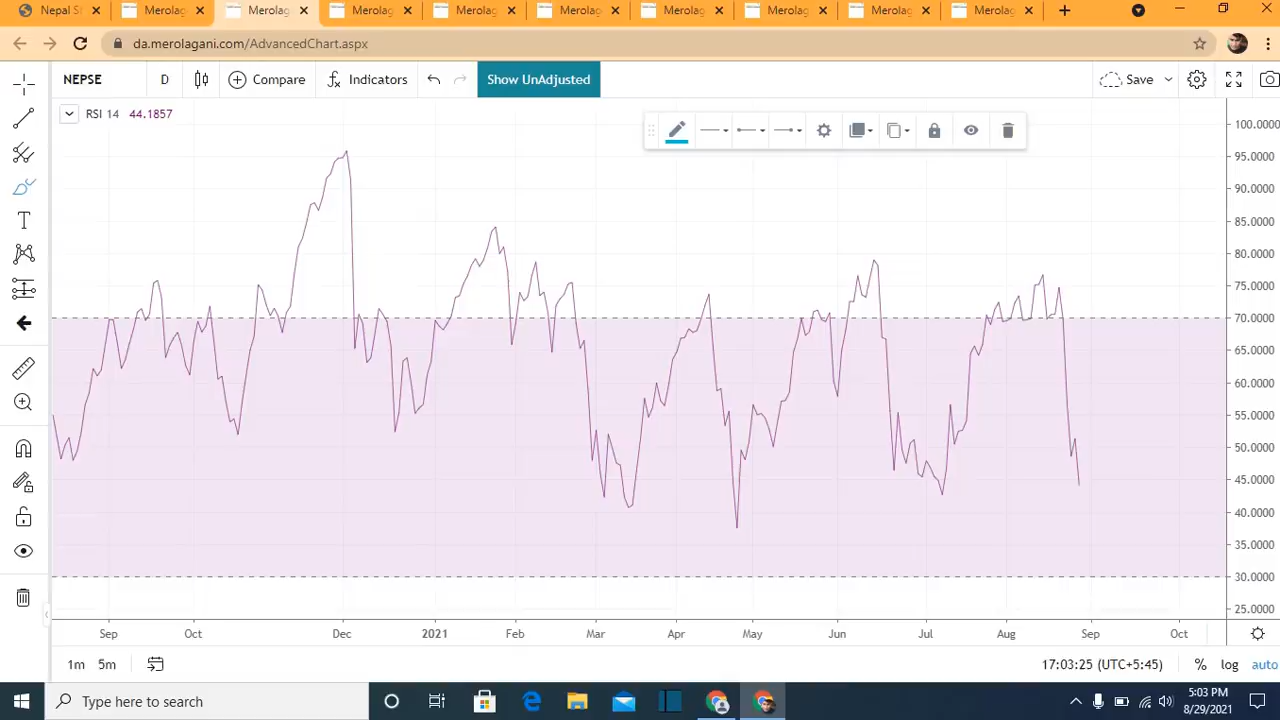 Nepal S
Merolag
Merolag
Merolag
Merolag
Merolag
Merolag
Merolag
Merolag
Merolag
da.merolagani.com/AdvancedChart.aspx
NEPSE
D
Compare
Indicators
Show UnAdjusted
Save
RSI 14 44.1857
T
100.0000
95.0000
90.0000
85.0000
80.0000
75.0000
70.0000
65.0000
60.0000
55.0000
50.0000
45.0000
40.0000
35.0000
30.0000
25.0000
Sep Oct Dec 2021 Feb Mar Apr May Jun Jul Aug Sep Oct
1m 5m
17:03:25 (UTC+5:45) % log auto
Type here to search
5:03 PM
8/29/2021